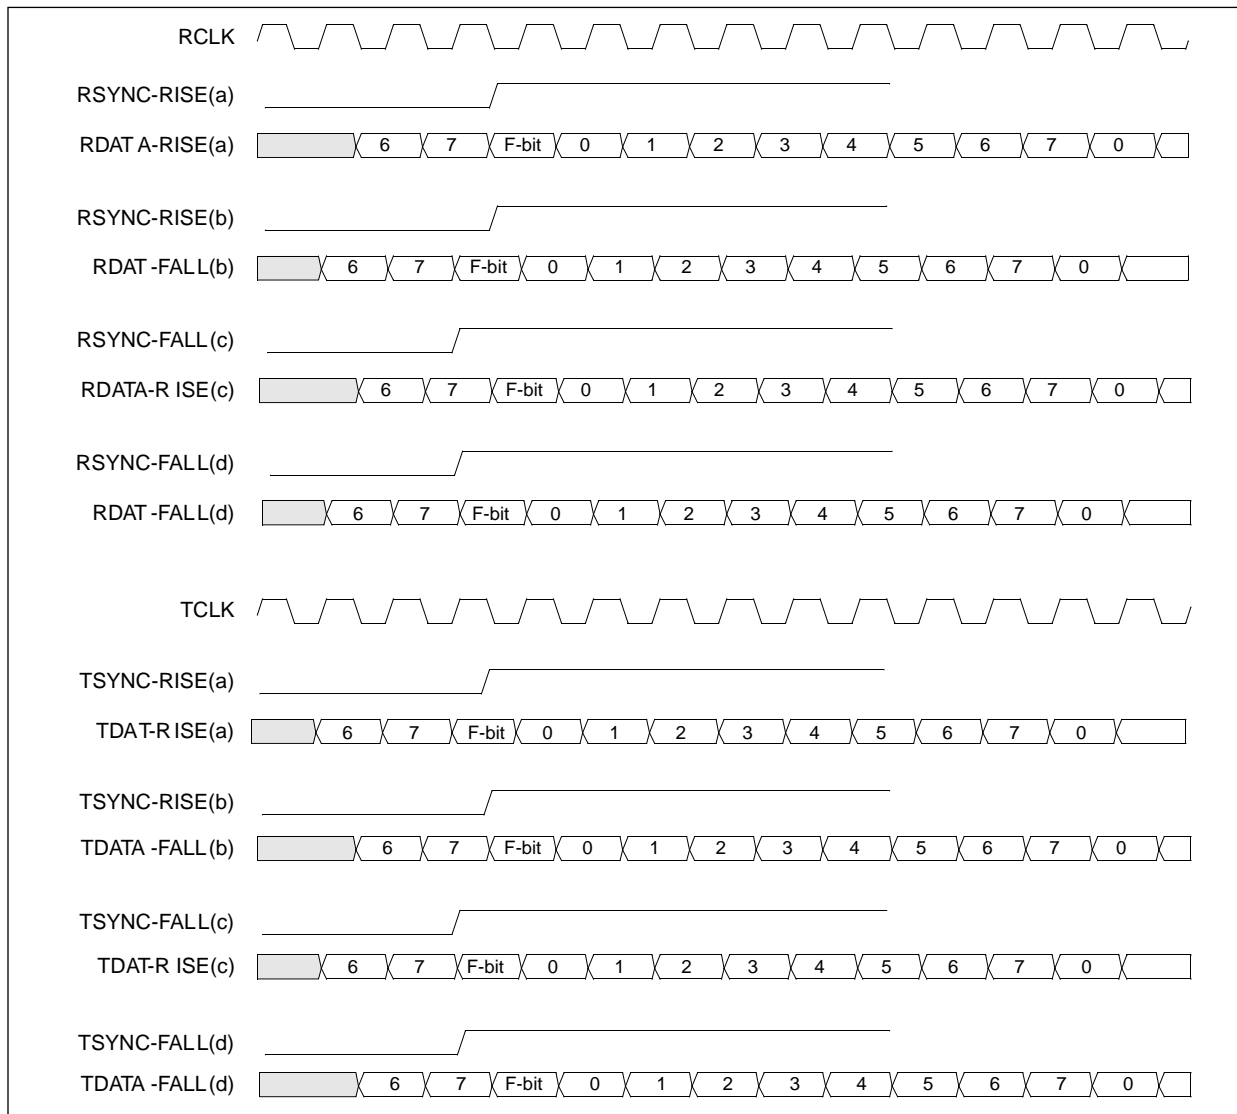 RCLK
RSYNC-RISE(a)
RDAT A-RISE(a) 6 7 F-bit 0 1 2 3 4 5 6 7 0
RSYNC-RISE(b)
RDAT -FALL(b) 6 7 F-bit 0 1 2 3 4 5 6 7 0
RSYNC-FALL(c)
RDATA-R ISE(c) 6 7 F-bit 0 1 2 3 4 5 6 7 0
RSYNC-FALL(d)
RDAT -FALL(d) 6 7 F-bit 0 1 2 3 4 5 6 7 0
TCLK
TSYNC-RISE(a)
TDAT-R ISE(a) 6 7 F-bit 0 1 2 3 4 5 6 7 0
TSYNC-RISE(b)
TDATA -FALL(b) 6 7 F-bit 0 1 2 3 4 5 6 7 0
TSYNC-FALL(c)
TDAT-R ISE(c) 6 7 F-bit 0 1 2 3 4 5 6 7 0
TSYNC-FALL(d)
TDATA -FALL(d) 6 7 F-bit 0 1 2 3 4 5 6 7 0